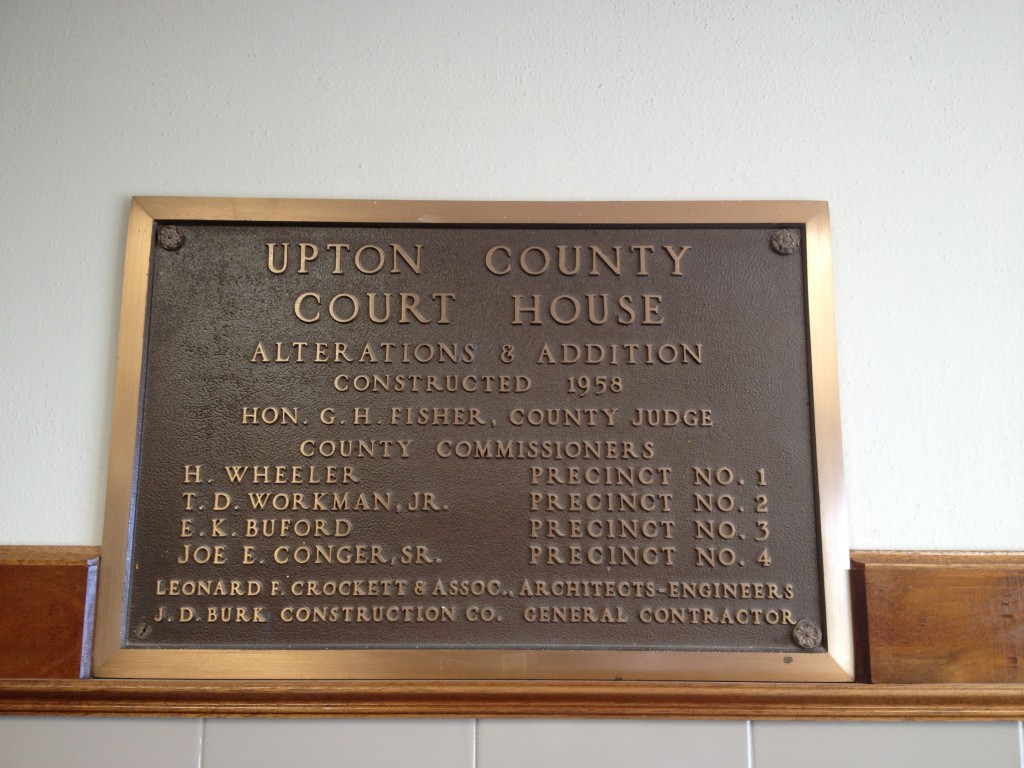 UPTON COUNTY
COURT HOUSE
ALTERATIONS & ADDITION
CONSTRUCTED 1958
HON. G. H. FISHER, COUNTY JUDGE
COUNTY COMMISSIONERS
H. WHEELER PRECINCT NO. 1
T. D. WORKMAN, JR. PRECINCT NO. 2
E. K. BUFORD PRECINCT NO. 3
JOE E. CONGER, SR. PRECINCT NO. 4
LEONARD F. CROCKETT & ASSOC., ARCHITECTS-ENGINEERS
J. D. BURK CONSTRUCTION CO. GENERAL CONTRACTOR